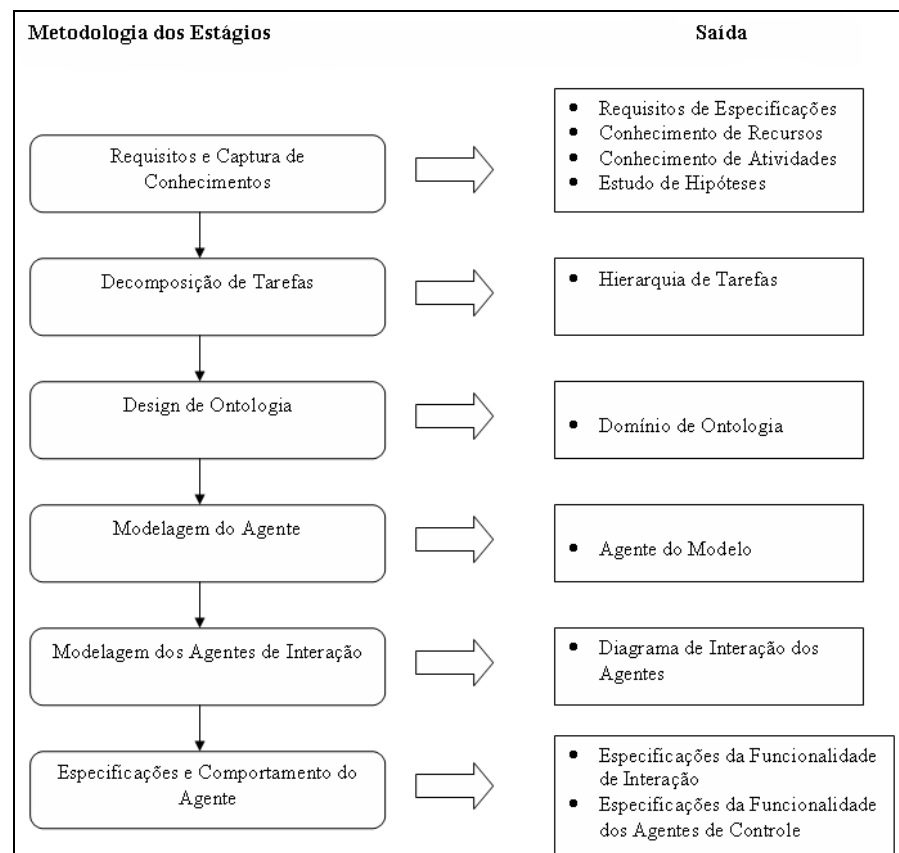 Metodologia dos Estágios
Saída
Requisitos e Captura de
Conhecimentos
• Requisitos de Especificações
• Conhecimento de Recursos
• Conhecimento de Atividades
• Estudo de Hipóteses
Decomposição de Tarefas
• Hierarquia de Tarefas
Design de Ontologia
• Domínio de Ontologia
Modelagem do Agente
• Agente do Modelo
Modelagem dos Agentes de Interação
• Diagrama de Interação dos
Agentes
Especificações e Comportamento do
Agente
• Especificações da Funcionalidade
de Interação
• Especificações da Funcionalidade
dos Agentes de Controle